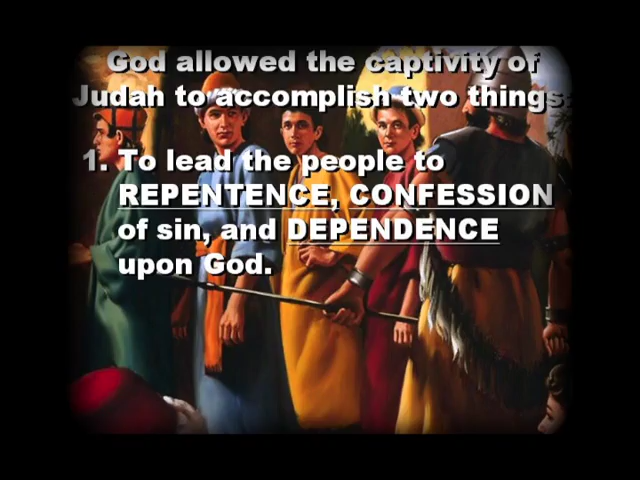 God allowed the captivity of
Judah to accomplish two things:
1. To lead the people to
REPENTENCE, CONFESSION
of sin, and DEPENDENCE
upon God.